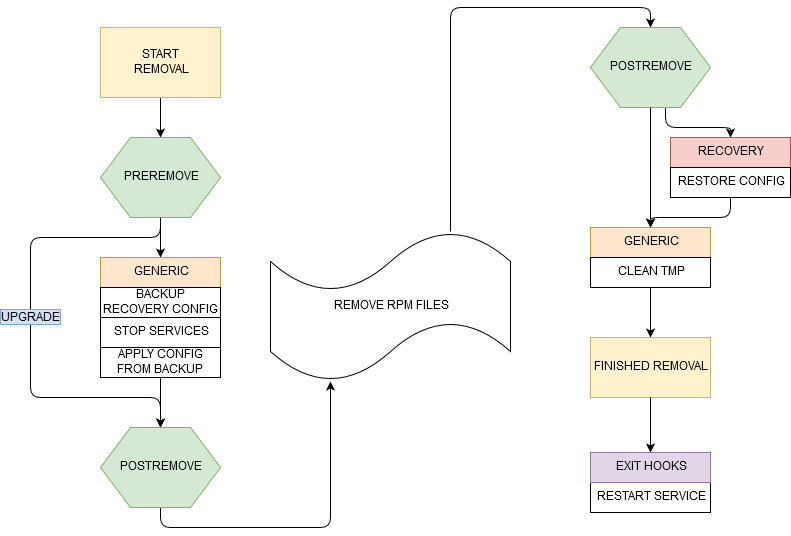 START
REMOVAL
PREREMOVE
UPGRADE
GENERIC
BACKUP
RECOVERY CONFIG
STOP SERVICES
APPLY CONFIG
FROM BACKUP
POSTREMOVE
REMOVE RPM FILES
POSTREMOVE
RECOVERY
RESTORE CONFIG
GENERIC
CLEAN TMP
FINISHED REMOVAL
EXIT HOOKS
RESTART SERVICE